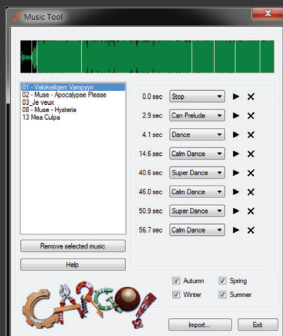 Music Tool
01 - Valokeilojen Vampyyri
02 - Muse - Apocalypse Please
03_Je veux
08 - Muse - Hysteria
13 Mea Culpa
0.0 sec Stop
2.9 sec Can Prelude
4.1 sec Dance
14.6 sec Calm Dance
40.6 sec Super Dance
46.0 sec Calm Dance
50.9 sec Super Dance
56.7 sec Calm Dance
Remove selected music
Help
CARGO!
Autumn Spring
Winter Summer
Import... Exit